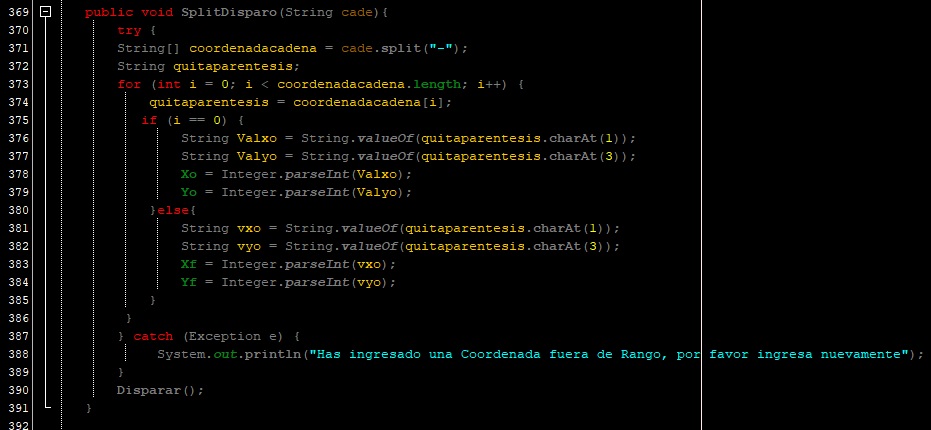 369 public void SplitDisparo(String cade){
370 try {
371 String[] coordenadacadena = cade.split("-");
372 String quitaparentesis;
373 for (int i = 0; i < coordenadacadena.length; i++) {
374 quitaparentesis = coordenadacadena[i];
375 if (i == 0) {
376 String Valxo = String.valueOf(quitaparentesis.charAt(1));
377 String Valyo = String.valueOf(quitaparentesis.charAt(3));
378 Xo = Integer.parseInt(Valxo);
379 Yo = Integer.parseInt(Valyo);
380 }else{
381 String vxo = String.valueOf(quitaparentesis.charAt(1));
382 String vyo = String.valueOf(quitaparentesis.charAt(3));
383 Xf = Integer.parseInt(vxo);
384 Yf = Integer.parseInt(vyo);
385 }
386 }
387 } catch (Exception e) {
388 System.out.println("Has ingresado una Coordenada fuera de Rango, por favor ingresa nuevamente");
389 }
390 Disparar();
391 }
392